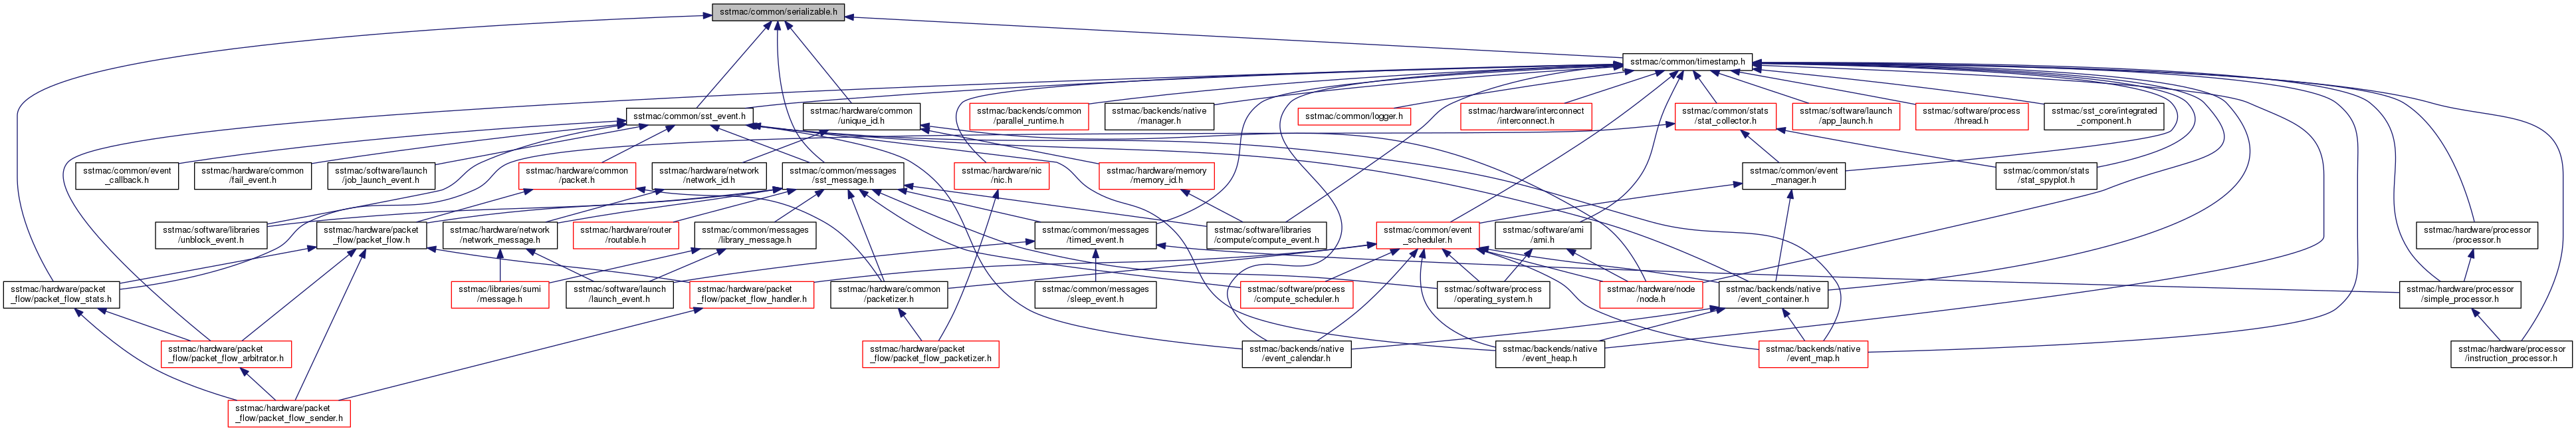 sstmac/common/serializable.h
sstmac/common/timestamp.h
sstmac/common/sst_event.h
sstmac/hardware/common
/unique_id.h
sstmac/backends/common
/parallel_runtime.h
sstmac/backends/native
/manager.h
sstmac/common/logger.h
sstmac/hardware/interconnect
/interconnect.h
sstmac/common/stats
/stat_collector.h
sstmac/software/launch
/app_launch.h
sstmac/software/process
/thread.h
sstmac/sst_core/integrated
_component.h
sstmac/common/event
_callback.h
sstmac/hardware/common
/fail_event.h
sstmac/software/launch
/job_launch_event.h
sstmac/hardware/common
/packet.h
sstmac/hardware/network
/network_id.h
sstmac/common/messages
/sst_message.h
sstmac/hardware/nic
/nic.h
sstmac/hardware/memory
/memory_id.h
sstmac/common/event
_manager.h
sstmac/common/stats
/stat_spyplot.h
sstmac/software/libraries
/unblock_event.h
sstmac/hardware/packet
_flow/packet_flow.h
sstmac/hardware/network
/network_message.h
sstmac/hardware/router
/routable.h
sstmac/common/messages
/library_message.h
sstmac/common/messages
/timed_event.h
sstmac/software/libraries
/compute/compute_event.h
sstmac/common/event
_scheduler.h
sstmac/software/ami
/ami.h
sstmac/hardware/processor
/processor.h
sstmac/hardware/packet
_flow/packet_flow_stats.h
sstmac/libraries/sumi
/message.h
sstmac/software/launch
/launch_event.h
sstmac/hardware/packet
_flow/packet_flow_handler.h
sstmac/hardware/common
/packetizer.h
sstmac/common/messages
/sleep_event.h
sstmac/software/process
/compute_scheduler.h
sstmac/software/process
/operating_system.h
sstmac/hardware/node
/node.h
sstmac/backends/native
/event_container.h
sstmac/hardware/processor
/simple_processor.h
sstmac/hardware/packet
_flow/packet_flow_arbitrator.h
sstmac/hardware/packet
_flow/packet_flow_packetizer.h
sstmac/backends/native
/event_calendar.h
sstmac/backends/native
/event_heap.h
sstmac/backends/native
/event_map.h
sstmac/hardware/processor
/instruction_processor.h
sstmac/hardware/packet
_flow/packet_flow_sender.h